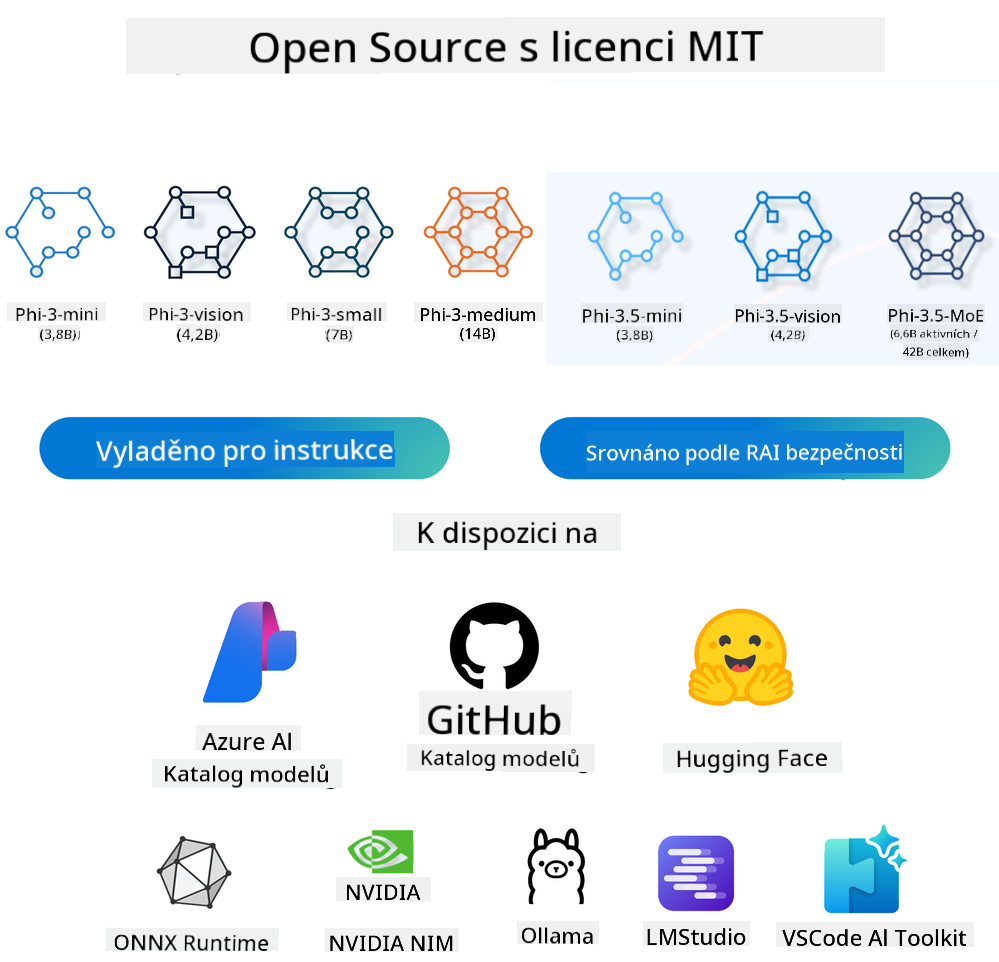 Open Source s licenci MIT
Phi-3-mini
(3,8B)
Phi-3-vision
(4,2B)
Phi-3-small
(7B)
Phi-3-medium
(14B)
Phi-3.5-mini
(3,8B)
Phi-3.5-vision
(4,2B)
Phi-3.5-MoE
(6,6B aktivních /
42B celkem)
Vyladěno pro instrukce
Srovnáno podle RAI bezpečnosti
K dispozici na
Azure AI
Katalog modelů
GitHub
Katalog modelů
Hugging Face
ONNX Runtime
NVIDIA
NVIDIA NIM
Ollama
LMStudio
VSCode AI Toolkit